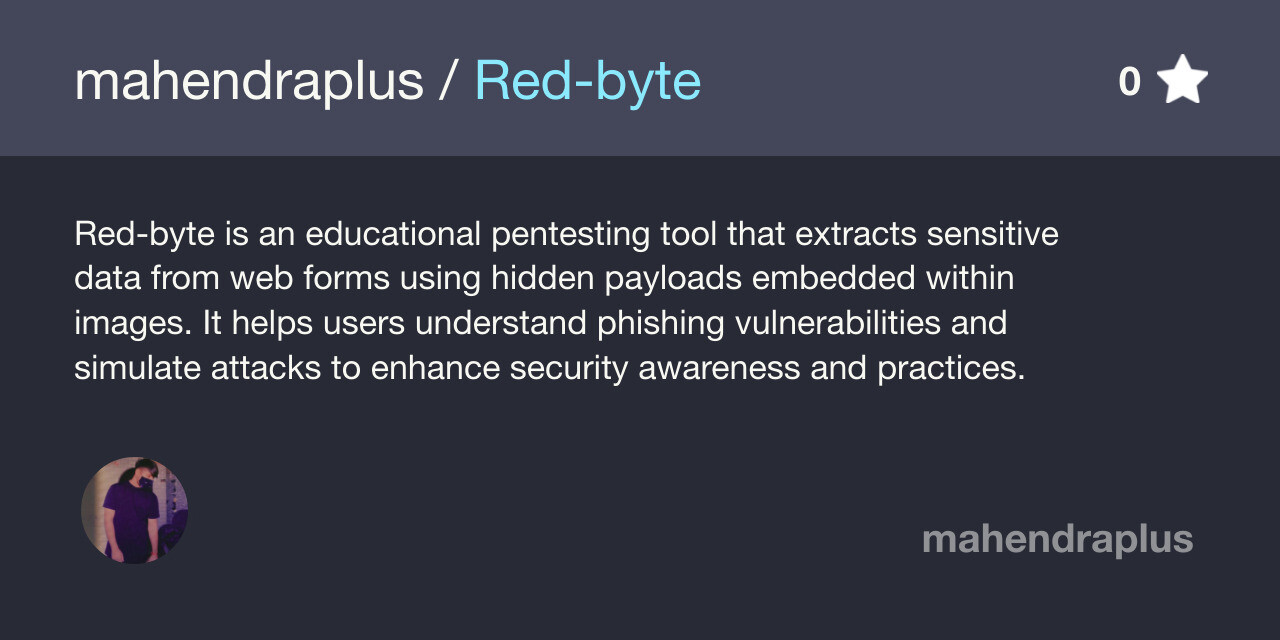 mahendraplus / Red-byte
0
Red-byte is an educational pentesting tool that extracts sensitive
data from web forms using hidden payloads embedded within
images. It helps users understand phishing vulnerabilities and
simulate attacks to enhance security awareness and practices.
mahendraplus